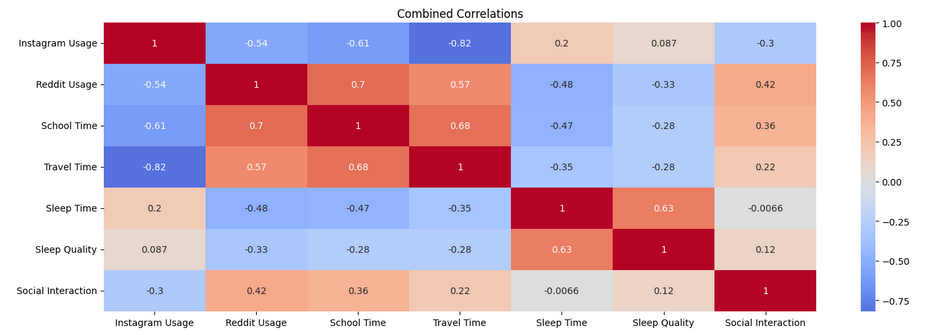 Combined Correlations
Instagram Usage 1 -0.54 -0.61 -0.82 0.2 0.087 -0.3
Reddit Usage -0.54 1 0.7 0.57 -0.48 -0.33 0.42
School Time -0.61 0.7 1 0.68 -0.47 -0.28 0.36
Travel Time -0.82 0.57 0.68 1 -0.35 -0.28 0.22
Sleep Time 0.2 -0.48 -0.47 -0.35 1 0.63 -0.0066
Sleep Quality 0.087 -0.33 -0.28 -0.28 0.63 1 0.12
Social Interaction -0.3 0.42 0.36 0.22 -0.0066 0.12 1
Instagram Usage Reddit Usage School Time Travel Time Sleep Time Sleep Quality Social Interaction
1.00
0.75
0.50
0.25
0.00
−0.25
−0.50
−0.75